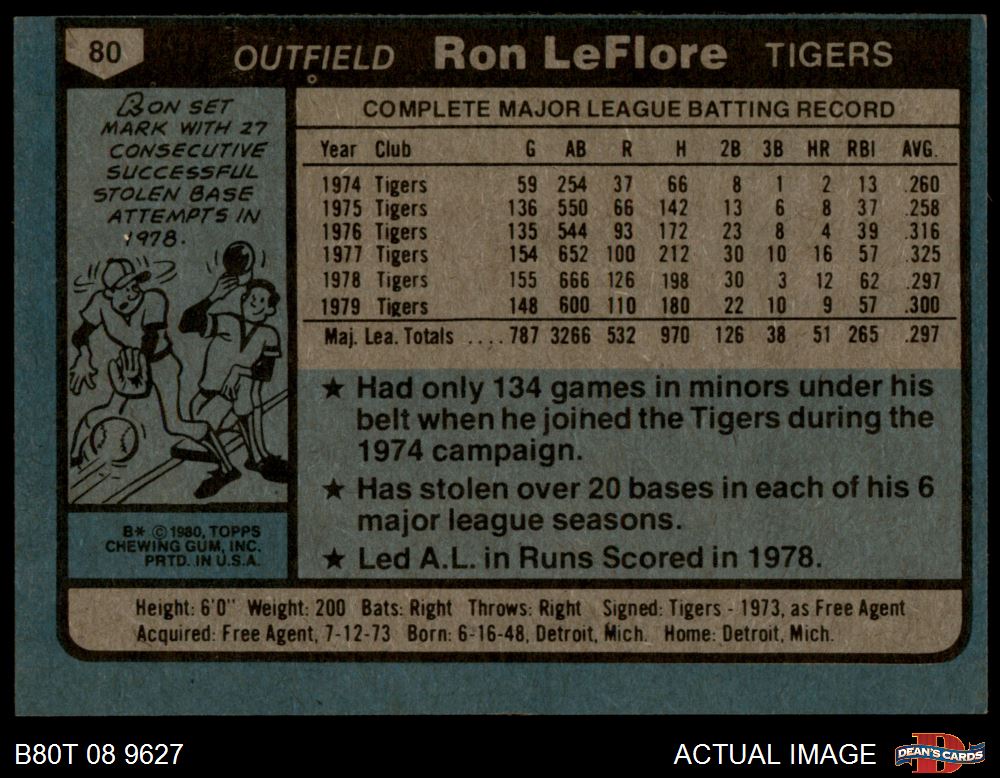 80 OUTFIELD Ron LeFlore TIGERS
RON SET
MARK WITH 27
CONSECUTIVE
SUCCESSFUL
STOLEN BASE
ATTEMPTS IN
1978.
COMPLETE MAJOR LEAGUE BATTING RECORD
Year Club G AB R H 2B 3B HR RBI AVG.
1974 Tigers 59 254 37 66 8 1 2 13 .260
1975 Tigers 136 550 66 142 13 6 8 37 .258
1976 Tigers 135 544 93 172 23 8 4 39 .316
1977 Tigers 154 652 100 212 30 10 16 57 .325
1978 Tigers 155 666 126 198 30 3 12 62 .297
1979 Tigers 148 600 110 180 22 10 9 57 .300
Maj. Lea. Totals .... 787 3266 532 970 126 38 51 265 .297
★ Had only 134 games in minors under his
belt when he joined the Tigers during the
1974 campaign.
★ Has stolen over 20 bases in each of his 6
major league seasons.
★ Led A.L. in Runs Scored in 1978.
B* © 1980, TOPPS
CHEWING GUM, INC.
PRTD. IN U.S.A.
Height: 6'0" Weight: 200 Bats: Right Throws: Right Signed: Tigers - 1973, as Free Agent
Acquired: Free Agent, 7-12-73 Born: 6-16-48, Detroit, Mich. Home: Detroit, Mich.
B80T 08 9627
ACTUAL IMAGE
DEAN'S CARDS